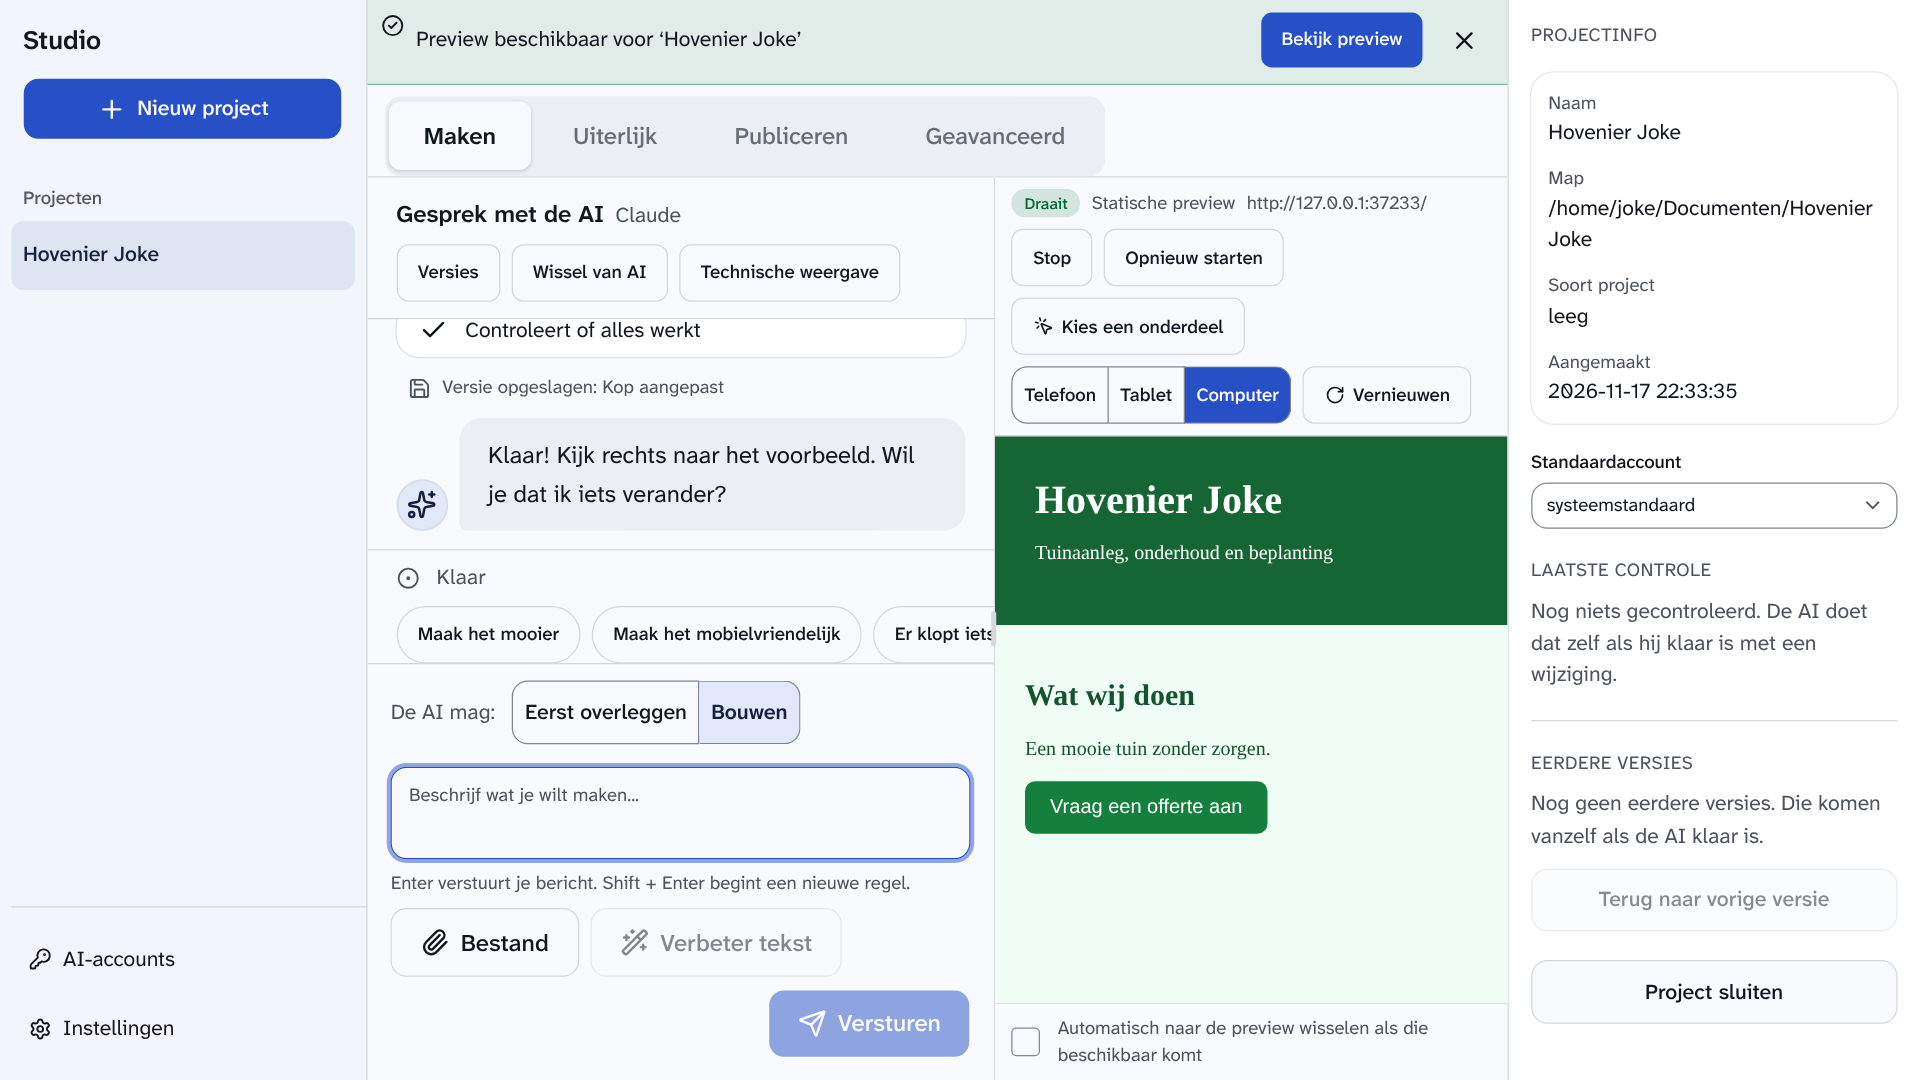 Studio
Nieuw project
Projecten
Hovenier Joke
AI-accounts
Instellingen
Preview beschikbaar voor ‘Hovenier Joke’
Bekijk preview
Maken
Uiterlijk
Publiceren
Geavanceerd
Gesprek met de AI Claude
Versies
Wissel van AI
Technische weergave
Controleert of alles werkt
Versie opgeslagen: Kop aangepast
Klaar! Kijk rechts naar het voorbeeld. Wil
je dat ik iets verander?
Klaar
Maak het mooier
Maak het mobielvriendelijk
Er klopt iets
De AI mag:
Eerst overleggen
Bouwen
Beschrijf wat je wilt maken...
Enter verstuurt je bericht. Shift + Enter begint een nieuwe regel.
Bestand
Verbeter tekst
Versturen
Draait Statische preview http://127.0.0.1:37233/
Stop
Opnieuw starten
Kies een onderdeel
Telefoon
Tablet
Computer
Vernieuwen
Hovenier Joke
Tuinaanleg, onderhoud en beplanting
Wat wij doen
Een mooie tuin zonder zorgen.
Vraag een offerte aan
Automatisch naar de preview wisselen als die
beschikbaar komt
PROJECTINFO
Naam
Hovenier Joke
Map
/home/joke/Documenten/Hovenier
Joke
Soort project
leeg
Aangemaakt
2026-11-17 22:33:35
Standaardaccount
systeemstandaard
LAATSTE CONTROLE
Nog niets gecontroleerd. De AI doet
dat zelf als hij klaar is met een
wijziging.
EERDERE VERSIES
Nog geen eerdere versies. Die komen
vanzelf als de AI klaar is.
Terug naar vorige versie
Project sluiten